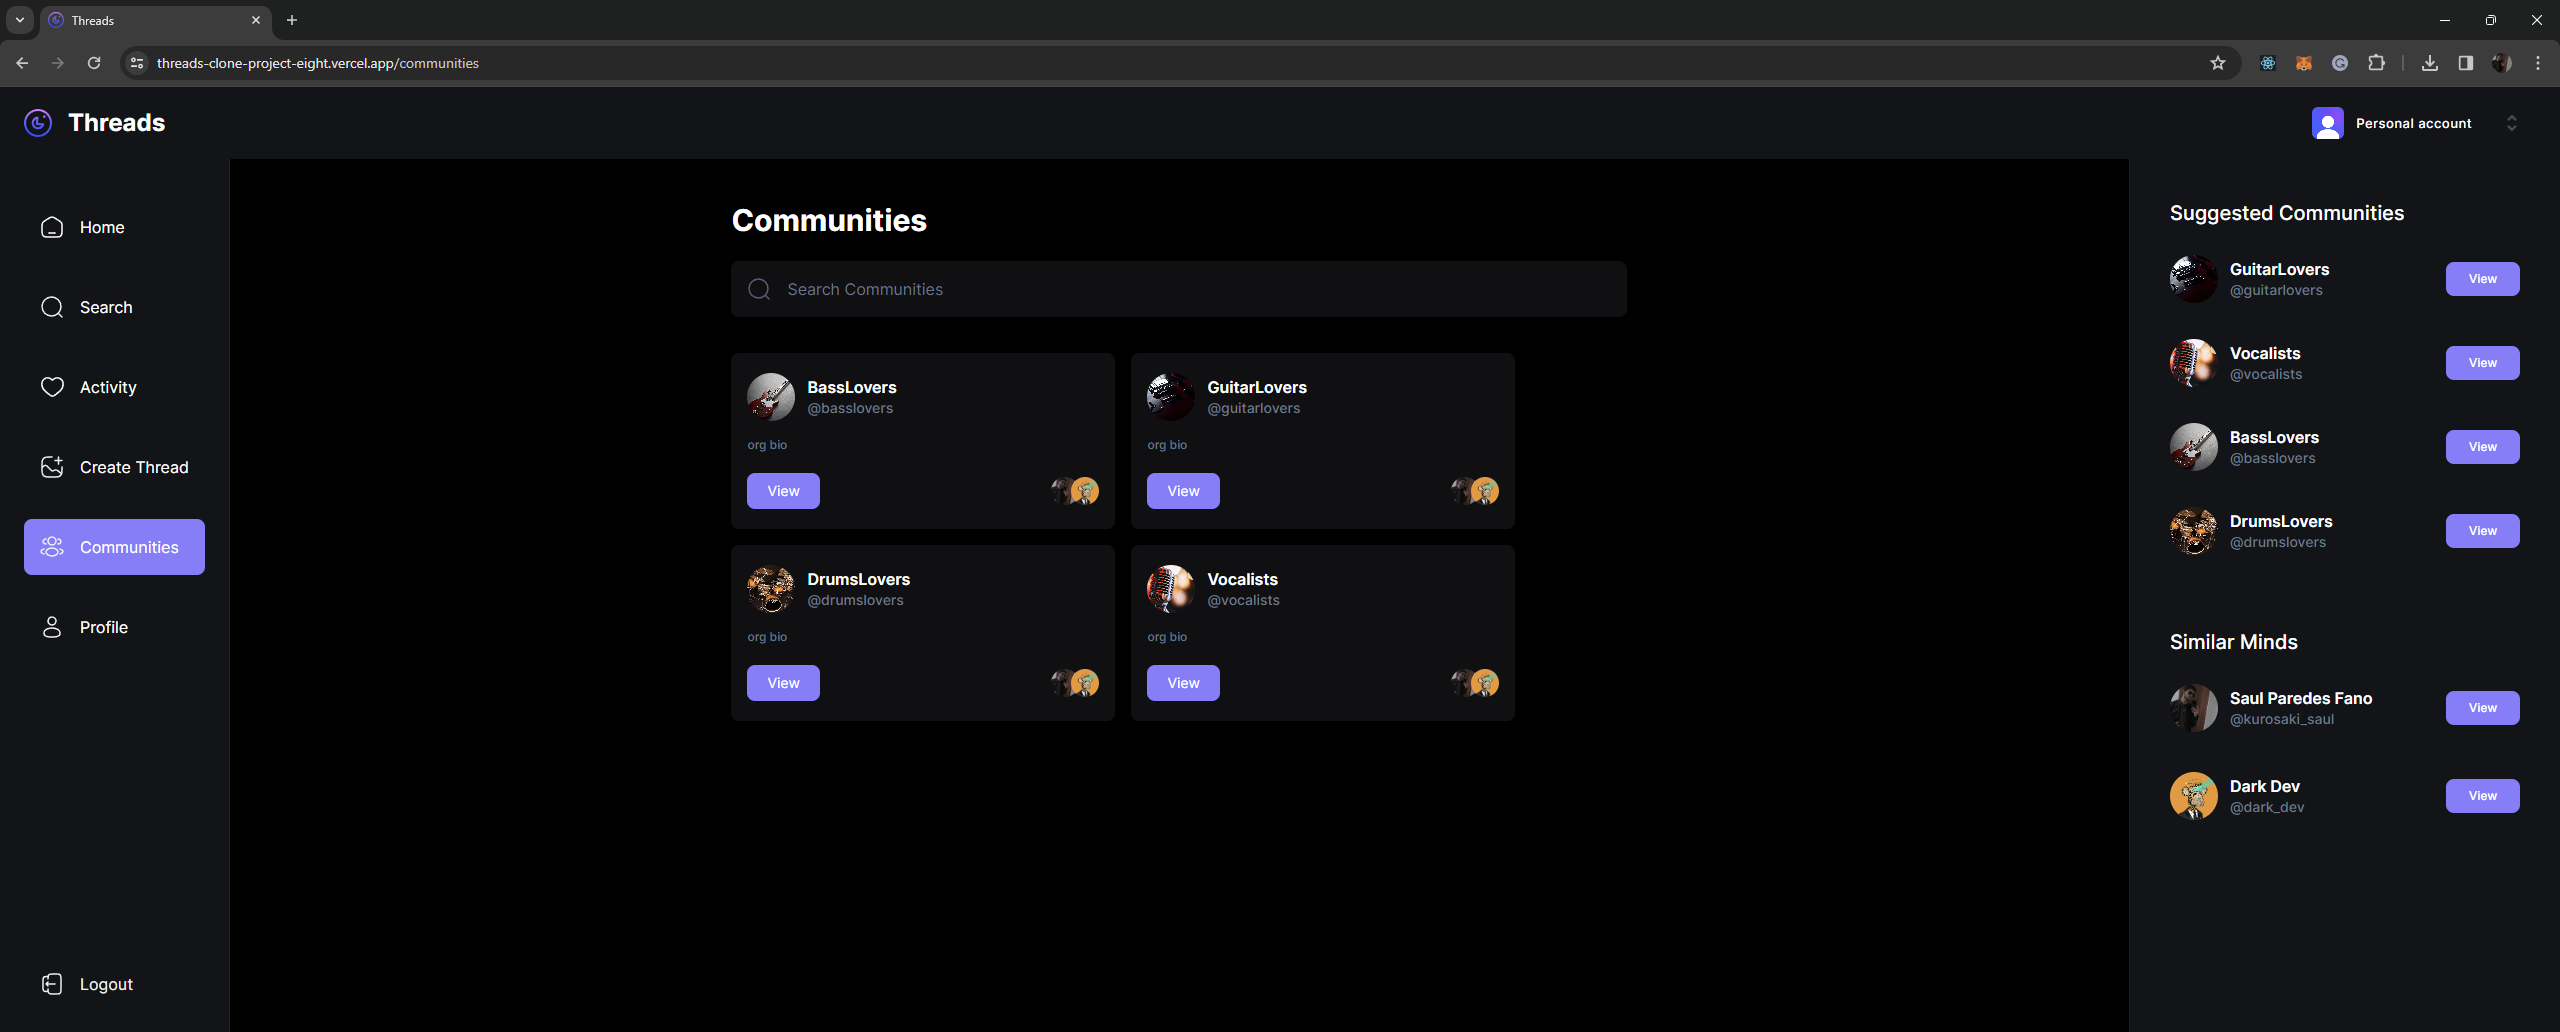 Threads
threads-clone-project-eight.vercel.app/communities
Threads
Personal account
Home
Search
Activity
Create Thread
Communities
Profile
Logout
Communities
Search Communities
BassLovers
@basslovers
org bio
View
GuitarLovers
@guitarlovers
org bio
View
DrumsLovers
@drumslovers
org bio
View
Vocalists
@vocalists
org bio
View
Suggested Communities
GuitarLovers
@guitarlovers
View
Vocalists
@vocalists
View
BassLovers
@basslovers
View
DrumsLovers
@drumslovers
View
Similar Minds
Saul Paredes Fano
@kurosaki_saul
View
Dark Dev
@dark_dev
View